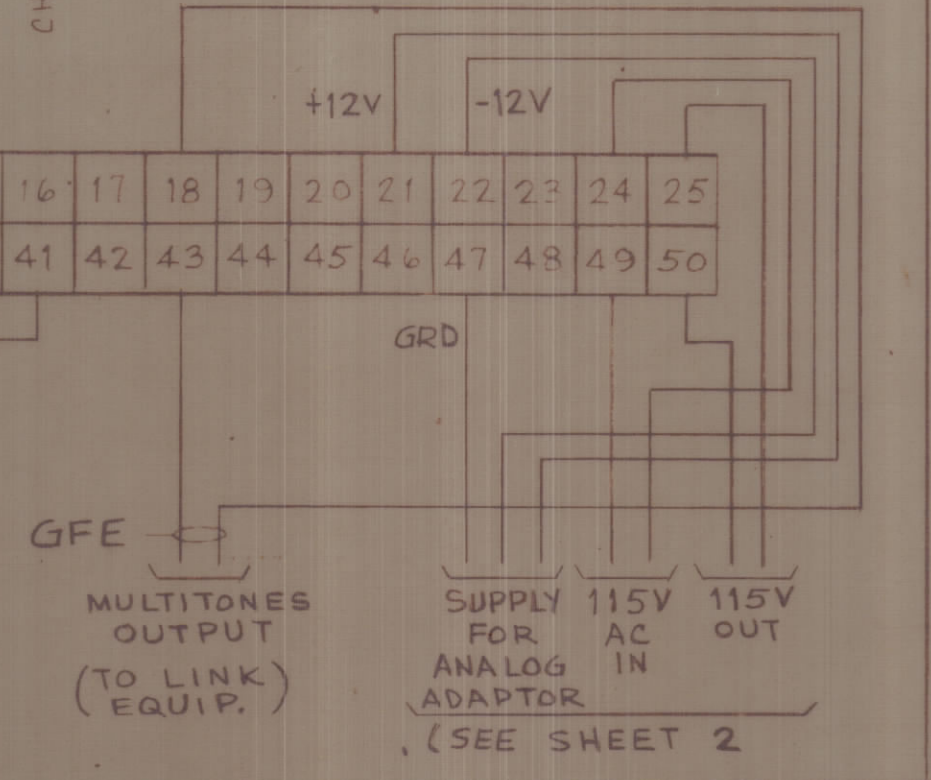 CH
+12V -12V
16 17 18 19 20 21 22 23 24 25
41 42 43 44 45 46 47 48 49 50
GRD
GFE
MULTITONES
OUTPUT
(TO LINK
EQUIP.)
SUPPLY
FOR
ANALOG
ADAPTOR
115V
AC
IN
115V
OUT
(SEE SHEET 2